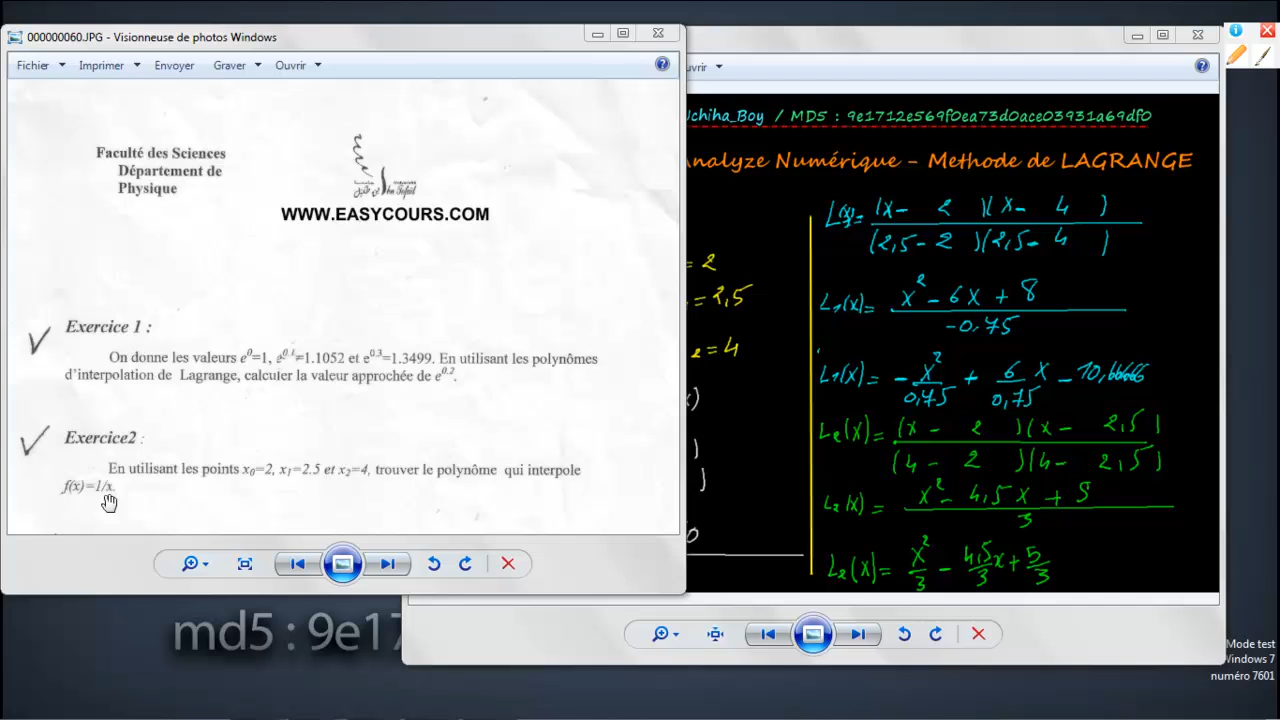 000000060.JPG - Visionneuse de photos Windows
Fichier Imprimer Envoyer Graver Ouvrir
Faculté des Sciences
Département de
Physique
WWW.EASYCOURS.COM
Exercice 1 :
On donne les valeurs e^0=1, e^0.1=1.1052 et e^0.3=1.3499. En utilisant les polynômes
d'interpolation de Lagrange, calculer la valeur approchée de e^0.2.
Exercice2 :
En utilisant les points x0=2, x1=2.5 et x2=4, trouver le polynôme qui interpole
f(x)=1/x.
vrir
Uchiha_Boy / MD5 : 9e1712e569f0ea73d0ace03931a69df0
Analyze Numérique - Methode de LAGRANGE
= 2
= 2,5
2 = 4
x)
)
)
0
(x- 2 )(x- 4 )
(2,5- 2 )(2,5- 4 )
L1(x)= x² - 6x + 8
-0,75
L1(x)= - x² + 6 x - 10,66666
0,75 0,75
L2(x)= (x- 2 )(x- 2,5)
(4- 2 )(4- 2,5)
L2(x)= x² - 4,5x + 5
3
L2(x)= x² - 4,5x + 5
3 3 3
md5 : 9e17
Mode test
Windows 7
numéro 7601